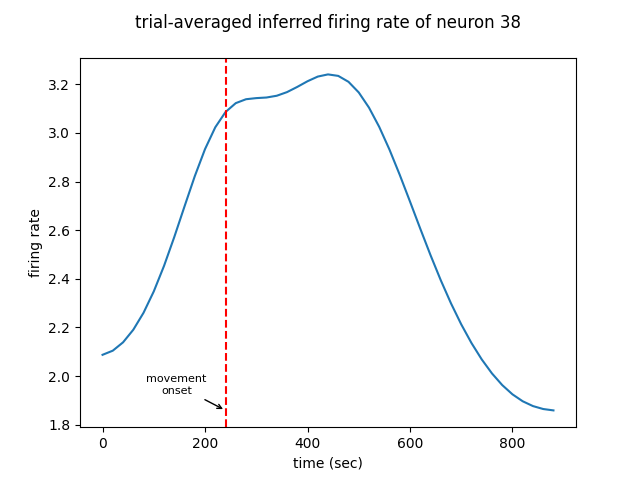 trial-averaged inferred firing rate of neuron 38
3.2
3.0
2.8
2.6
2.4
2.2
2.0
1.8
firing rate
movement
onset
0 200 400 600 800
time (sec)